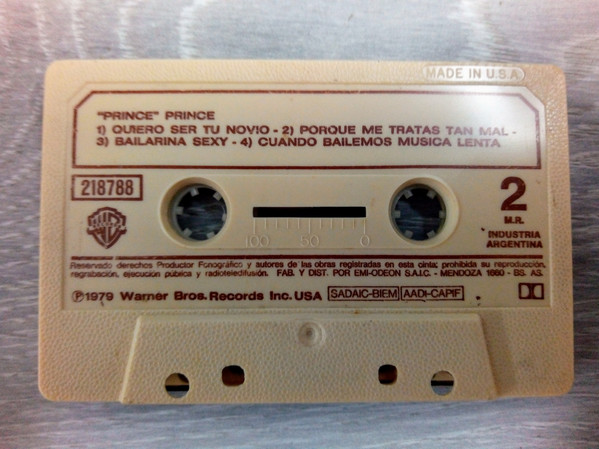 MADE IN U.S.A
"PRINCE" PRINCE
1) QUIERO SER TU NOVIO - 2) PORQUE ME TRATAS TAN MAL -
3) BAILARINA SEXY - 4) CUANDO BAILEMOS MUSICA LENTA
218788
2
M.R.
100 50 0
INDUSTRIA
ARGENTINA
Reservado derechos Productor Fonográfico y autores de las obras registradas en esta cinta; prohibida su reproducción,
regrabación, ejecución pública y radioteledifusión. FAB. Y DIST. POR EMI-ODEON S.A.I.C. - MENDOZA 1660 - BS. AS.
℗1979 Warner Bros. Records Inc. USA SADAIC-BIEM AADI-CAPIF